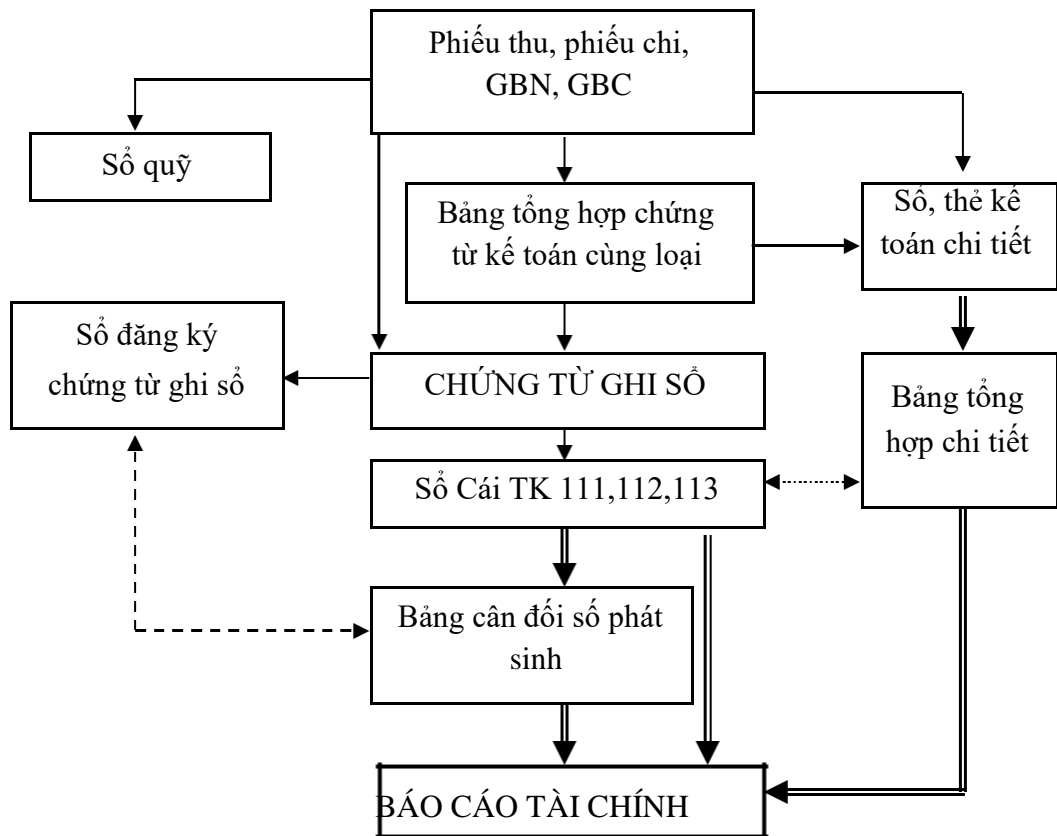 Phiếu thu, phiếu chi,
GBN, GBC
Sổ quỹ
Bảng tổng hợp chứng
từ kế toán cùng loại
Sổ, thẻ kế
toán chi tiết
Sổ đăng ký
chứng từ ghi sổ
CHỨNG TỪ GHI SỔ
Bảng tổng
hợp chi tiết
Sổ Cái TK 111,112,113
Bảng cân đối số phát
sinh
BÁO CÁO TÀI CHÍNH